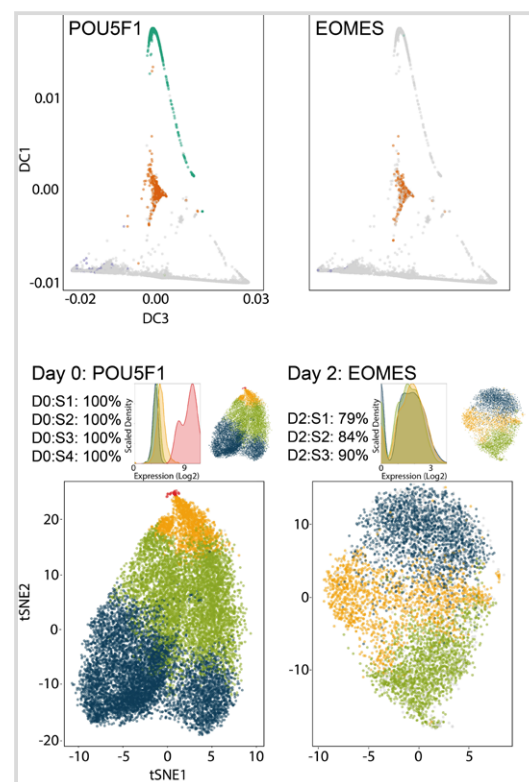 POU5F1
EOMES
0.01
0.00
-0.01
DC1
-0.02
0.00
0.03
DC3
Day 0: POU5F1
D0:S1: 100%
D0:S2: 100%
D0:S3: 100%
D0:S4: 100%
Scaled Density
0
9
Expression (Log2)
Day 2: EOMES
D2:S1: 79%
D2:S2: 84%
D2:S3: 90%
Scaled Density
0
3
Expression (Log2)
20
10
0
-10
-20
tSNE2
-10
-5
0
5
10
tSNE1
10
0
-10
-10
-5
0
5
10